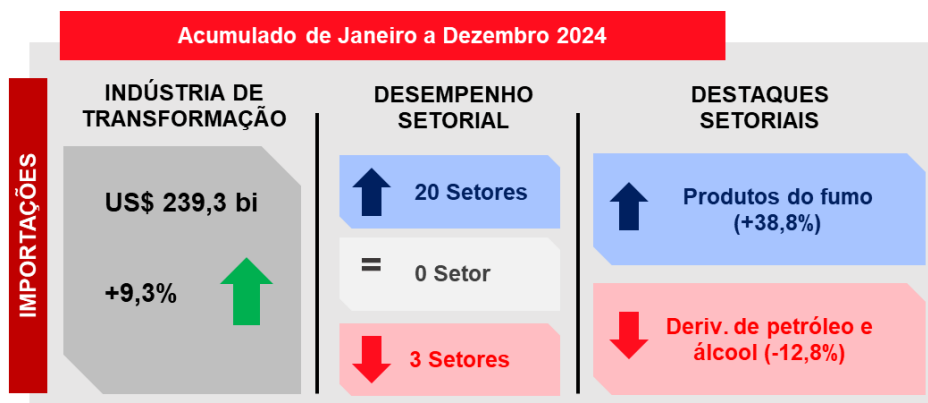 Acumulado de Janeiro a Dezembro 2024
IMPORTAÇÕES
INDÚSTRIA DE
TRANSFORMAÇÃO
US$ 239,3 bi
+9,3%
DESEMPENHO
SETORIAL
20 Setores
=
0 Setor
3 Setores
DESTAQUES
SETORIAIS
Produtos do fumo
(+38,8%)
Deriv. de petróleo e
álcool (-12,8%)